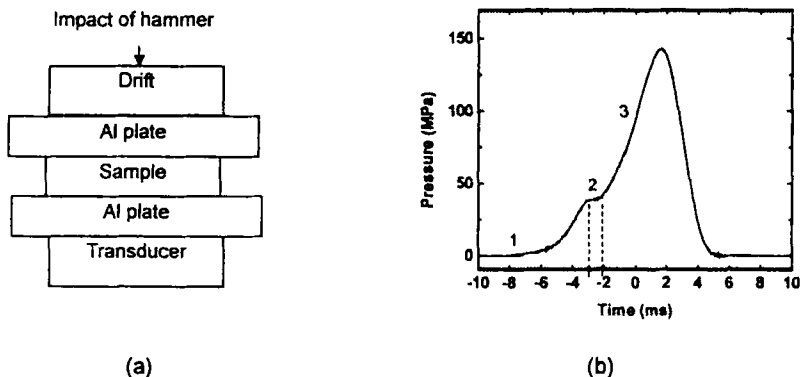 Impact of hammer
Drift
Al plate
Sample
Al plate
Transducer
(a)
Pressure (MPa)
150
100
50
0
1
2
3
-10 -8 -6 -4 -2 0 2 4 6 8 10
Time (ms)
(b)